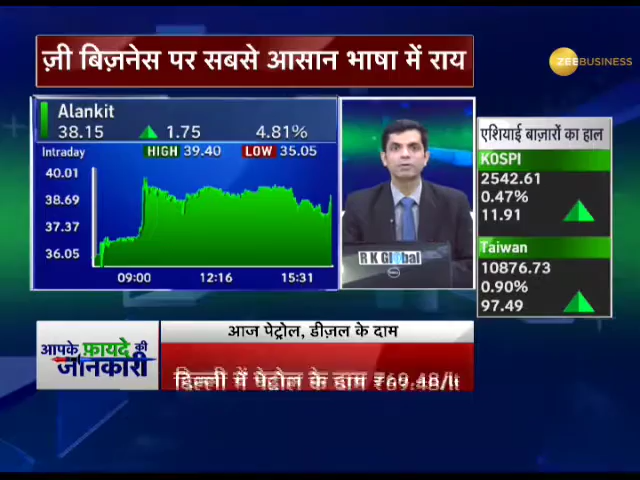 ज़ी बिज़नेस पर सबसे आसान भाषा में राय
ZEEBUSINESS
Alankit
38.15 1.75 4.81%
Intraday HIGH 39.40 LOW 35.05
40.01
38.69
37.37
36.05
09:00 12:16 15:31
R K Global
DELL
एशियाई बाज़ारों का हाल
KOSPI
2542.61
0.47%
11.91
Taiwan
10876.73
0.90%
97.49
आपके फ़ायदे की
जानकारी
आज पेट्रोल, डीज़ल के दाम
दिल्ली में पेट्रोल के दाम ₹69.48/lt